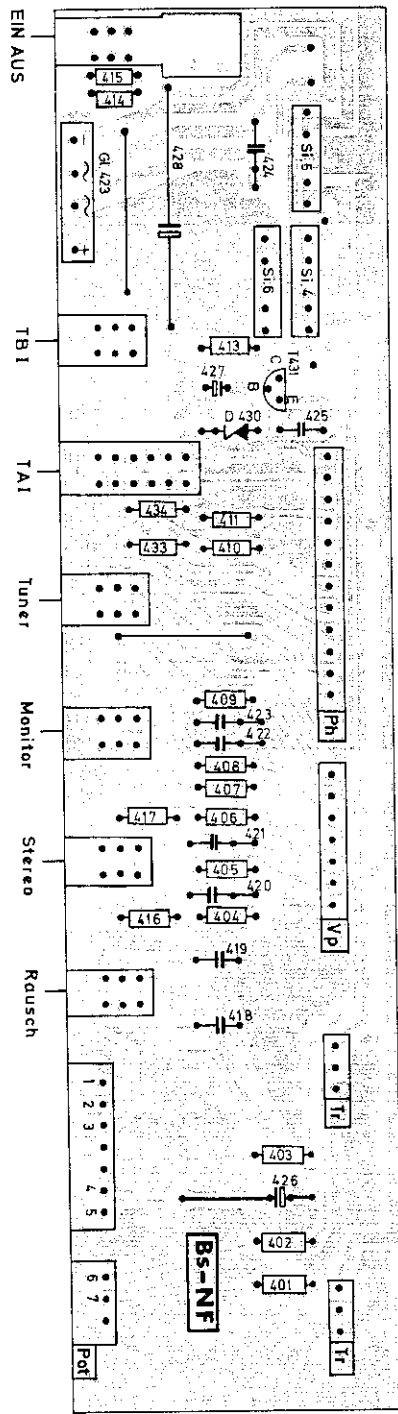 EIN AUS
415
414
Gl. 423
428
424
Si.5
Si.6
Si.4
TBI
413
427
T431
C
B
E
D 430
425
TAI
434
411
433
410
Tuner
Ph
409
423
422
Monitor
408
407
417
406
421
Vp
Stereo
405
420
416
404
419
Rausch
418
Tr
1
2
3
4
5
403
426
402
Bs-NF
401
6
7
Pot
Tr